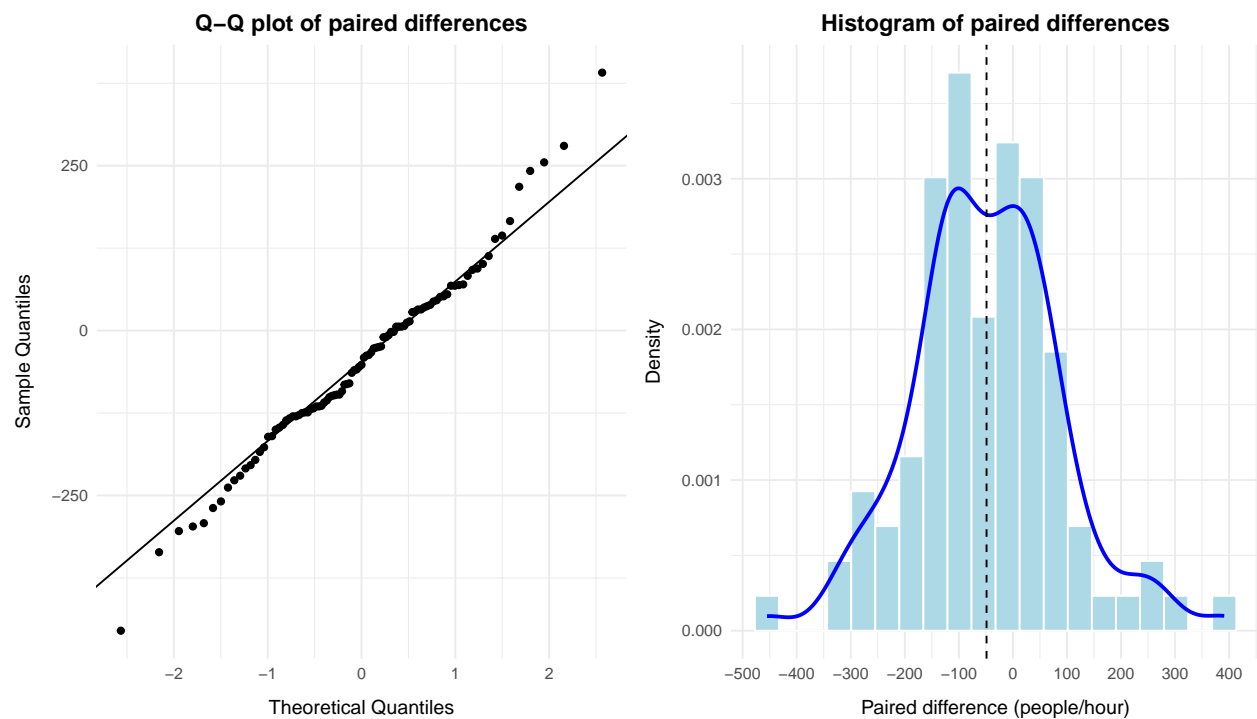 Q−Q plot of paired differences
Sample Quantiles
250
0
−250
−2 −1 0 1 2
Theoretical Quantiles
Histogram of paired differences
Density
0.003
0.002
0.001
0.000
−500 −400 −300 −200 −100 0 100 200 300 400
Paired difference (people/hour)